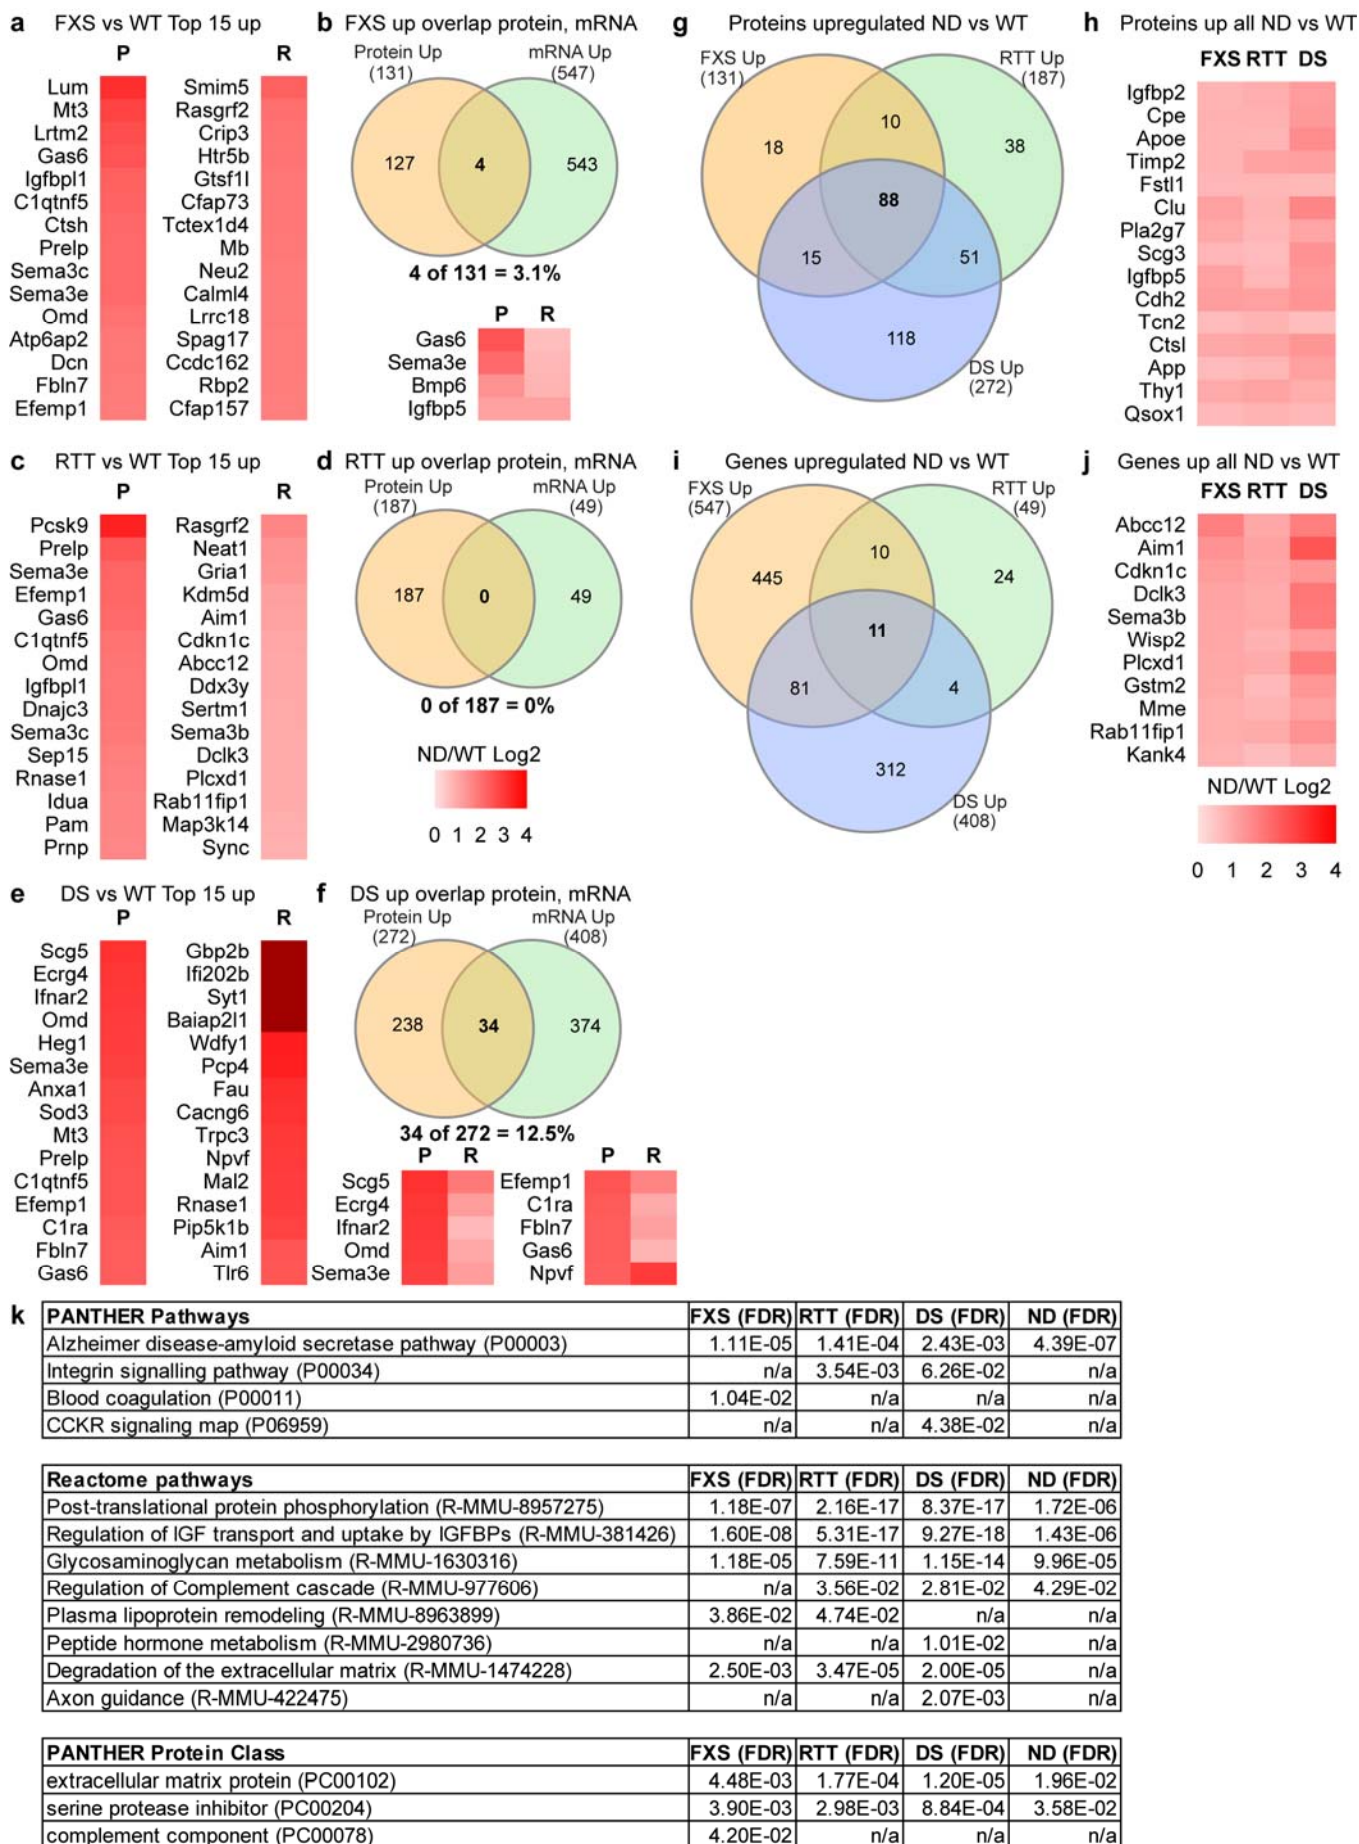 a FXS vs WT Top 15 up
P R
Lum Smim5
Mt3 Rasgrf2
Lrtm2 Crip3
Gas6 Htr5b
Igfbpl1 Gtsf1l
C1qtnf5 Cfap73
Ctsh Tctex1d4
Prelp Mb
Sema3c Neu2
Sema3e Calml4
Omd Lrrc18
Atp6ap2 Spag17
Dcn Ccdc162
Fbln7 Rbp2
Efemp1 Cfap157
b FXS up overlap protein, mRNA
Protein Up mRNA Up
(131) (547)
127 4 543
4 of 131 = 3.1%
P R
Gas6
Sema3e
Bmp6
Igfbp5
g Proteins upregulated ND vs WT
FXS Up RTT Up
(131) (187)
10
18 38
88
15 51
118
DS Up
(272)
h Proteins up all ND vs WT
FXS RTT DS
Igfbp2
Cpe
Apoe
Timp2
Fstl1
Clu
Pla2g7
Scg3
Igfbp5
Cdh2
Tcn2
Ctsl
App
Thy1
Qsox1
c RTT vs WT Top 15 up
P R
Pcsk9 Rasgrf2
Prelp Neat1
Sema3e Gria1
Efemp1 Kdm5d
Gas6 Aim1
C1qtnf5 Cdkn1c
Omd Abcc12
Igfbpl1 Ddx3y
Dnajc3 Sertm1
Sema3c Sema3b
Sep15 Dclk3
Rnase1 Plcxd1
Idua Rab11fip1
Pam Map3k14
Prnp Sync
d RTT up overlap protein, mRNA
Protein Up mRNA Up
(187) (49)
187 0 49
0 of 187 = 0%
ND/WT Log2
0 1 2 3 4
i Genes upregulated ND vs WT
FXS Up RTT Up
(547) (49)
10
445 24
11
81 4
312
DS Up
(408)
j Genes up all ND vs WT
FXS RTT DS
Abcc12
Aim1
Cdkn1c
Dclk3
Sema3b
Wisp2
Plcxd1
Gstm2
Mme
Rab11fip1
Kank4
ND/WT Log2
0 1 2 3 4
e DS vs WT Top 15 up
P R
Scg5 Gbp2b
Ecrg4 Ifi202b
Ifnar2 Syt1
Omd Baiap2l1
Heg1 Wdfy1
Sema3e Pcp4
Anxa1 Fau
Sod3 Cacng6
Mt3 Trpc3
Prelp Npvf
C1qtnf5 Mal2
Efemp1 Rnase1
C1ra Pip5k1b
Fbln7 Aim1
Gas6 Tlr6
f DS up overlap protein, mRNA
Protein Up mRNA Up
(272) (408)
238 34 374
34 of 272 = 12.5%
P R P R
Scg5 Efemp1
Ecrg4 C1ra
Ifnar2 Fbln7
Omd Gas6
Sema3e Npvf
k PANTHER Pathways FXS (FDR) RTT (FDR) DS (FDR) ND (FDR)
Alzheimer disease-amyloid secretase pathway (P00003) 1.11E-05 1.41E-04 2.43E-03 4.39E-07
Integrin signalling pathway (P00034) n/a 3.54E-03 6.26E-02 n/a
Blood coagulation (P00011) 1.04E-02 n/a n/a n/a
CCKR signaling map (P06959) n/a n/a 4.38E-02 n/a
Reactome pathways FXS (FDR) RTT (FDR) DS (FDR) ND (FDR)
Post-translational protein phosphorylation (R-MMU-8957275) 1.18E-07 2.16E-17 8.37E-17 1.72E-06
Regulation of IGF transport and uptake by IGFBPs (R-MMU-381426) 1.60E-08 5.31E-17 9.27E-18 1.43E-06
Glycosaminoglycan metabolism (R-MMU-1630316) 1.18E-05 7.59E-11 1.15E-14 9.96E-05
Regulation of Complement cascade (R-MMU-977606) n/a 3.56E-02 2.81E-02 4.29E-02
Plasma lipoprotein remodeling (R-MMU-8963899) 3.86E-02 4.74E-02 n/a n/a
Peptide hormone metabolism (R-MMU-2980736) n/a n/a 1.01E-02 n/a
Degradation of the extracellular matrix (R-MMU-1474228) 2.50E-03 3.47E-05 2.00E-05 n/a
Axon guidance (R-MMU-422475) n/a n/a 2.07E-03 n/a
PANTHER Protein Class FXS (FDR) RTT (FDR) DS (FDR) ND (FDR)
extracellular matrix protein (PC00102) 4.48E-03 1.77E-04 1.20E-05 1.96E-02
serine protease inhibitor (PC00204) 3.90E-03 2.98E-03 8.84E-04 3.58E-02
complement component (PC00078) 4.20E-02 n/a n/a n/a